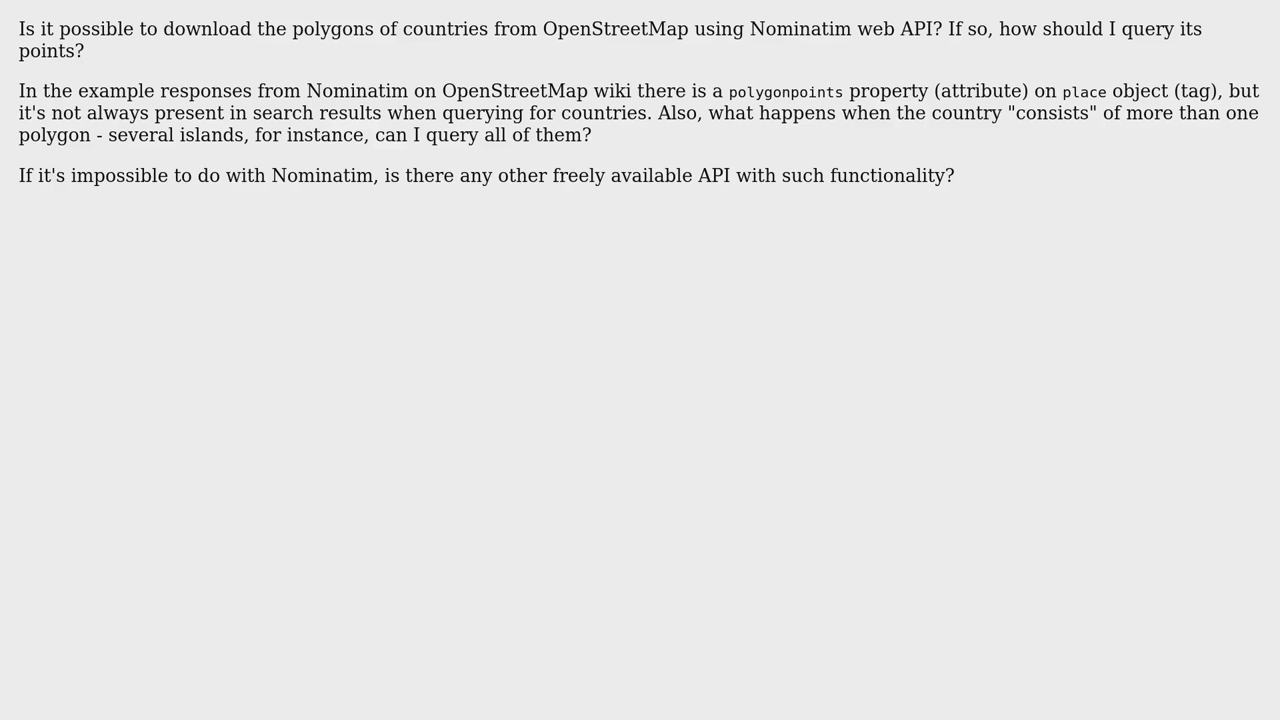 Is it possible to download the polygons of countries from OpenStreetMap using Nominatim web API? If so, how should I query its
points?
In the example responses from Nominatim on OpenStreetMap wiki there is a polygonpoints property (attribute) on place object (tag), but
it's not always present in search results when querying for countries. Also, what happens when the country "consists" of more than one
polygon - several islands, for instance, can I query all of them?
If it's impossible to do with Nominatim, is there any other freely available API with such functionality?